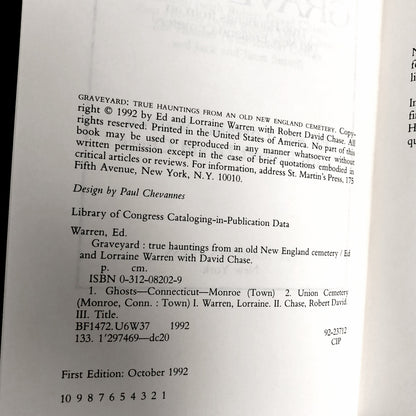 GRAVEYARD: TRUE HAUNTINGS FROM AN OLD NEW ENGLAND CEMETERY. Copy-
right © 1992 by Ed and Lorraine Warren with Robert David Chase. All
rights reserved. Printed in the United States of America. No part of this
book may be used or reproduced in any manner whatsoever without
written permission except in the case of brief quotations embodied in
critical articles or reviews. For information, address St. Martin's Press, 175
Fifth Avenue, New York, N.Y. 10010.
Design by Paul Chevannes
Library of Congress Cataloging-in-Publication Data
Warren, Ed.
Graveyard : true hauntings from an old New England cemetery / Ed
and Lorraine Warren with David Chase.
p. cm.
ISBN 0-312-08202-9
1. Ghosts—Connecticut—Monroe (Town) 2. Union Cemetery
(Monroe, Conn. : Town) I. Warren, Lorraine. II. Chase, Robert David.
III. Title.
BF1472.U6W37 1992
133. 1'297469—dc20
92-23712
CIP
First Edition: October 1992
10 9 8 7 6 5 4 3 2 1